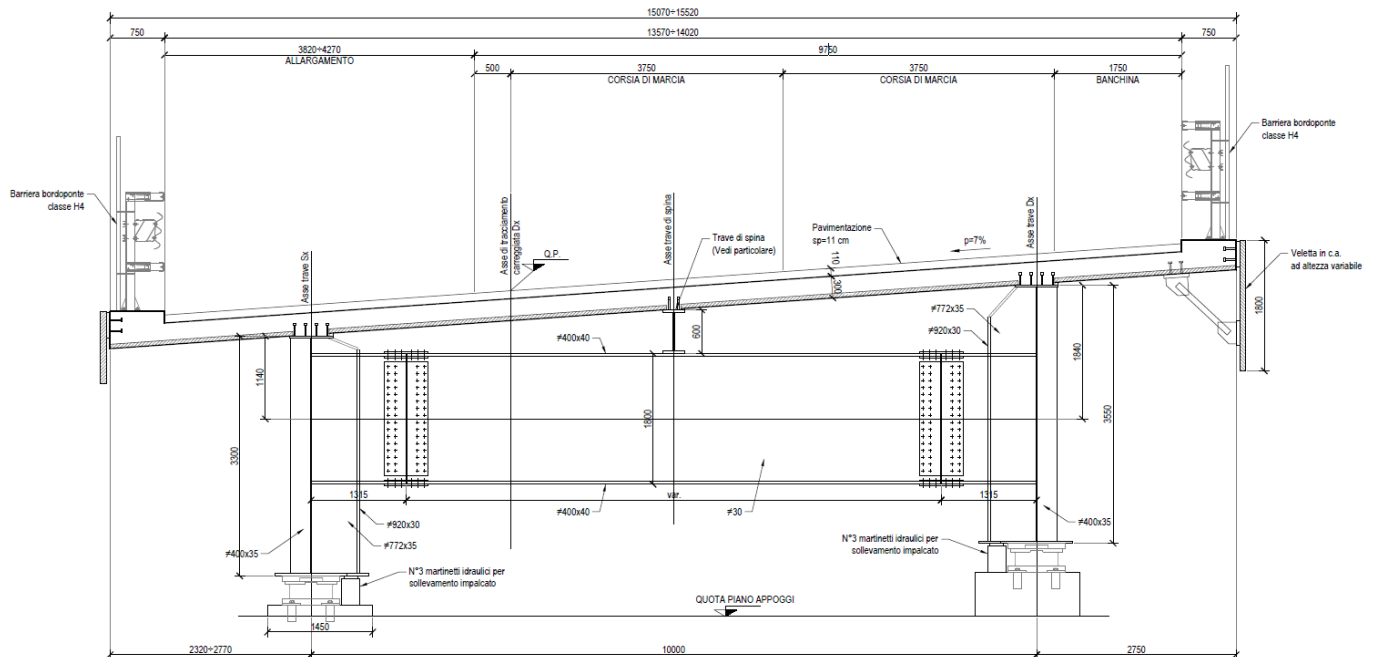 15070÷15520
750
13570÷14020
750
3820÷4270
ALLARGAMENTO
9750
500
3750
CORSIA DI MARCIA
3750
CORSIA DI MARCIA
1750
BANCHINA
Barriera bordoponte
classe H4
Barriera bordoponte
classe H4
Asse trave Sx
Asse di tracciamento
carreggiata Dx
Q.P.
Asse trave di spina
Trave di spina
(Vedi particolare)
Pavimentazione
sp=11 cm
p=7%
110
300
Asse trave Dx
Veletta in c.a.
ad altezza variabile
1800
≠772x35
≠920x30
≠400x40
600
1140
1840
3300
1800
3550
1315
var.
1315
≠400x40
≠30
≠920x30
≠772x35
≠400x35
≠400x35
N°3 martinetti idraulici per
sollevamento impalcato
N°3 martinetti idraulici per
sollevamento impalcato
QUOTA PIANO APPOGGI
1450
2320÷2770
10000
2750